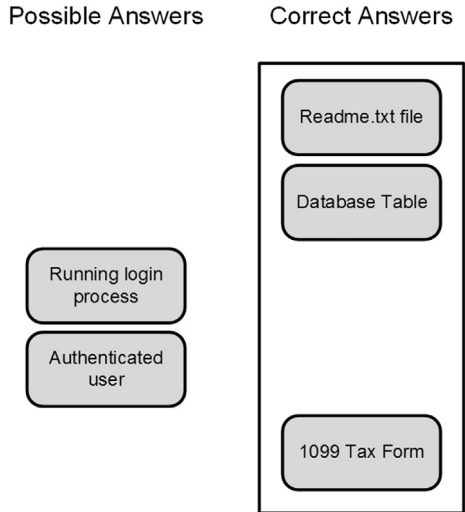 Possible Answers
Correct Answers
Readme.txt file
Database Table
Running login
process
Authenticated
user
1099 Tax Form